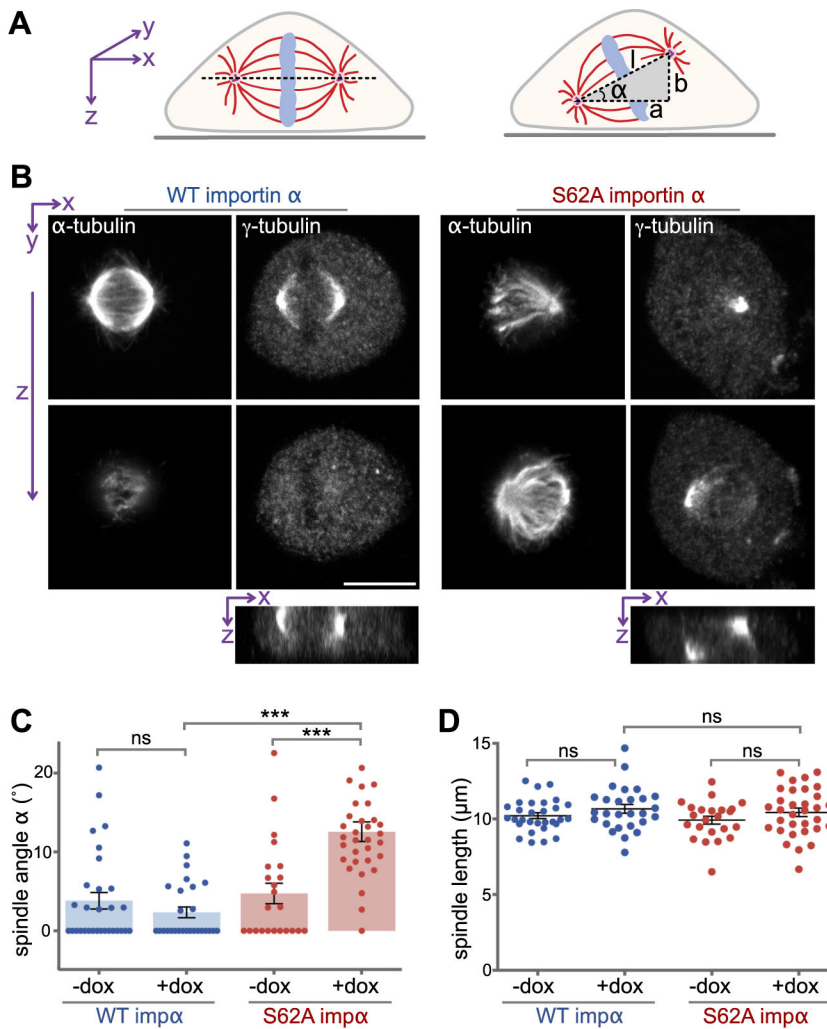 A
y
x
z
l
α
b
a
B
x
y
WT importin α
S62A importin α
α-tubulin
γ-tubulin
α-tubulin
γ-tubulin
z
x
z
x
z
C
spindle angle α (°)
20
10
0
ns
***
***
-dox
+dox
-dox
+dox
WT impα
S62A impα
D
spindle length (μm)
15
10
5
0
ns
ns
ns
-dox
+dox
-dox
+dox
WT impα
S62A impα